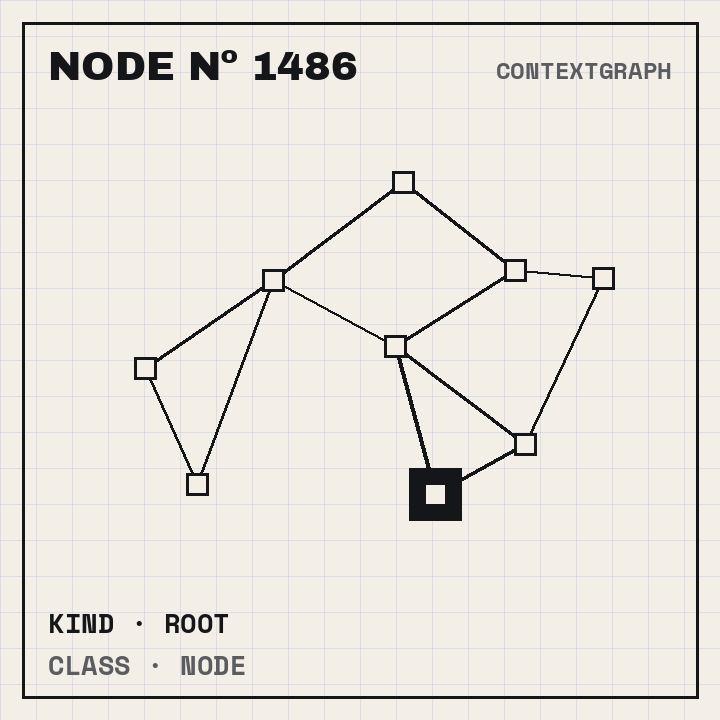 NODE Nº 1486
CONTEXTGRAPH
KIND · ROOT
CLASS · NODE